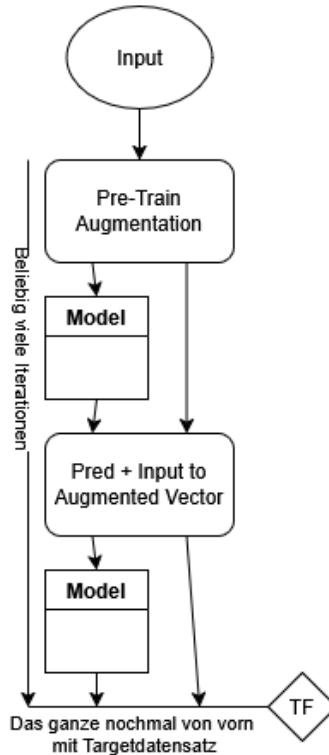 Input
Pre-Train
Augmentation
Beliebig viele Iterationen
Model
Pred + Input to
Augmented Vector
Model
TF
Das ganze nochmal von vorn
mit Targetdatensatz